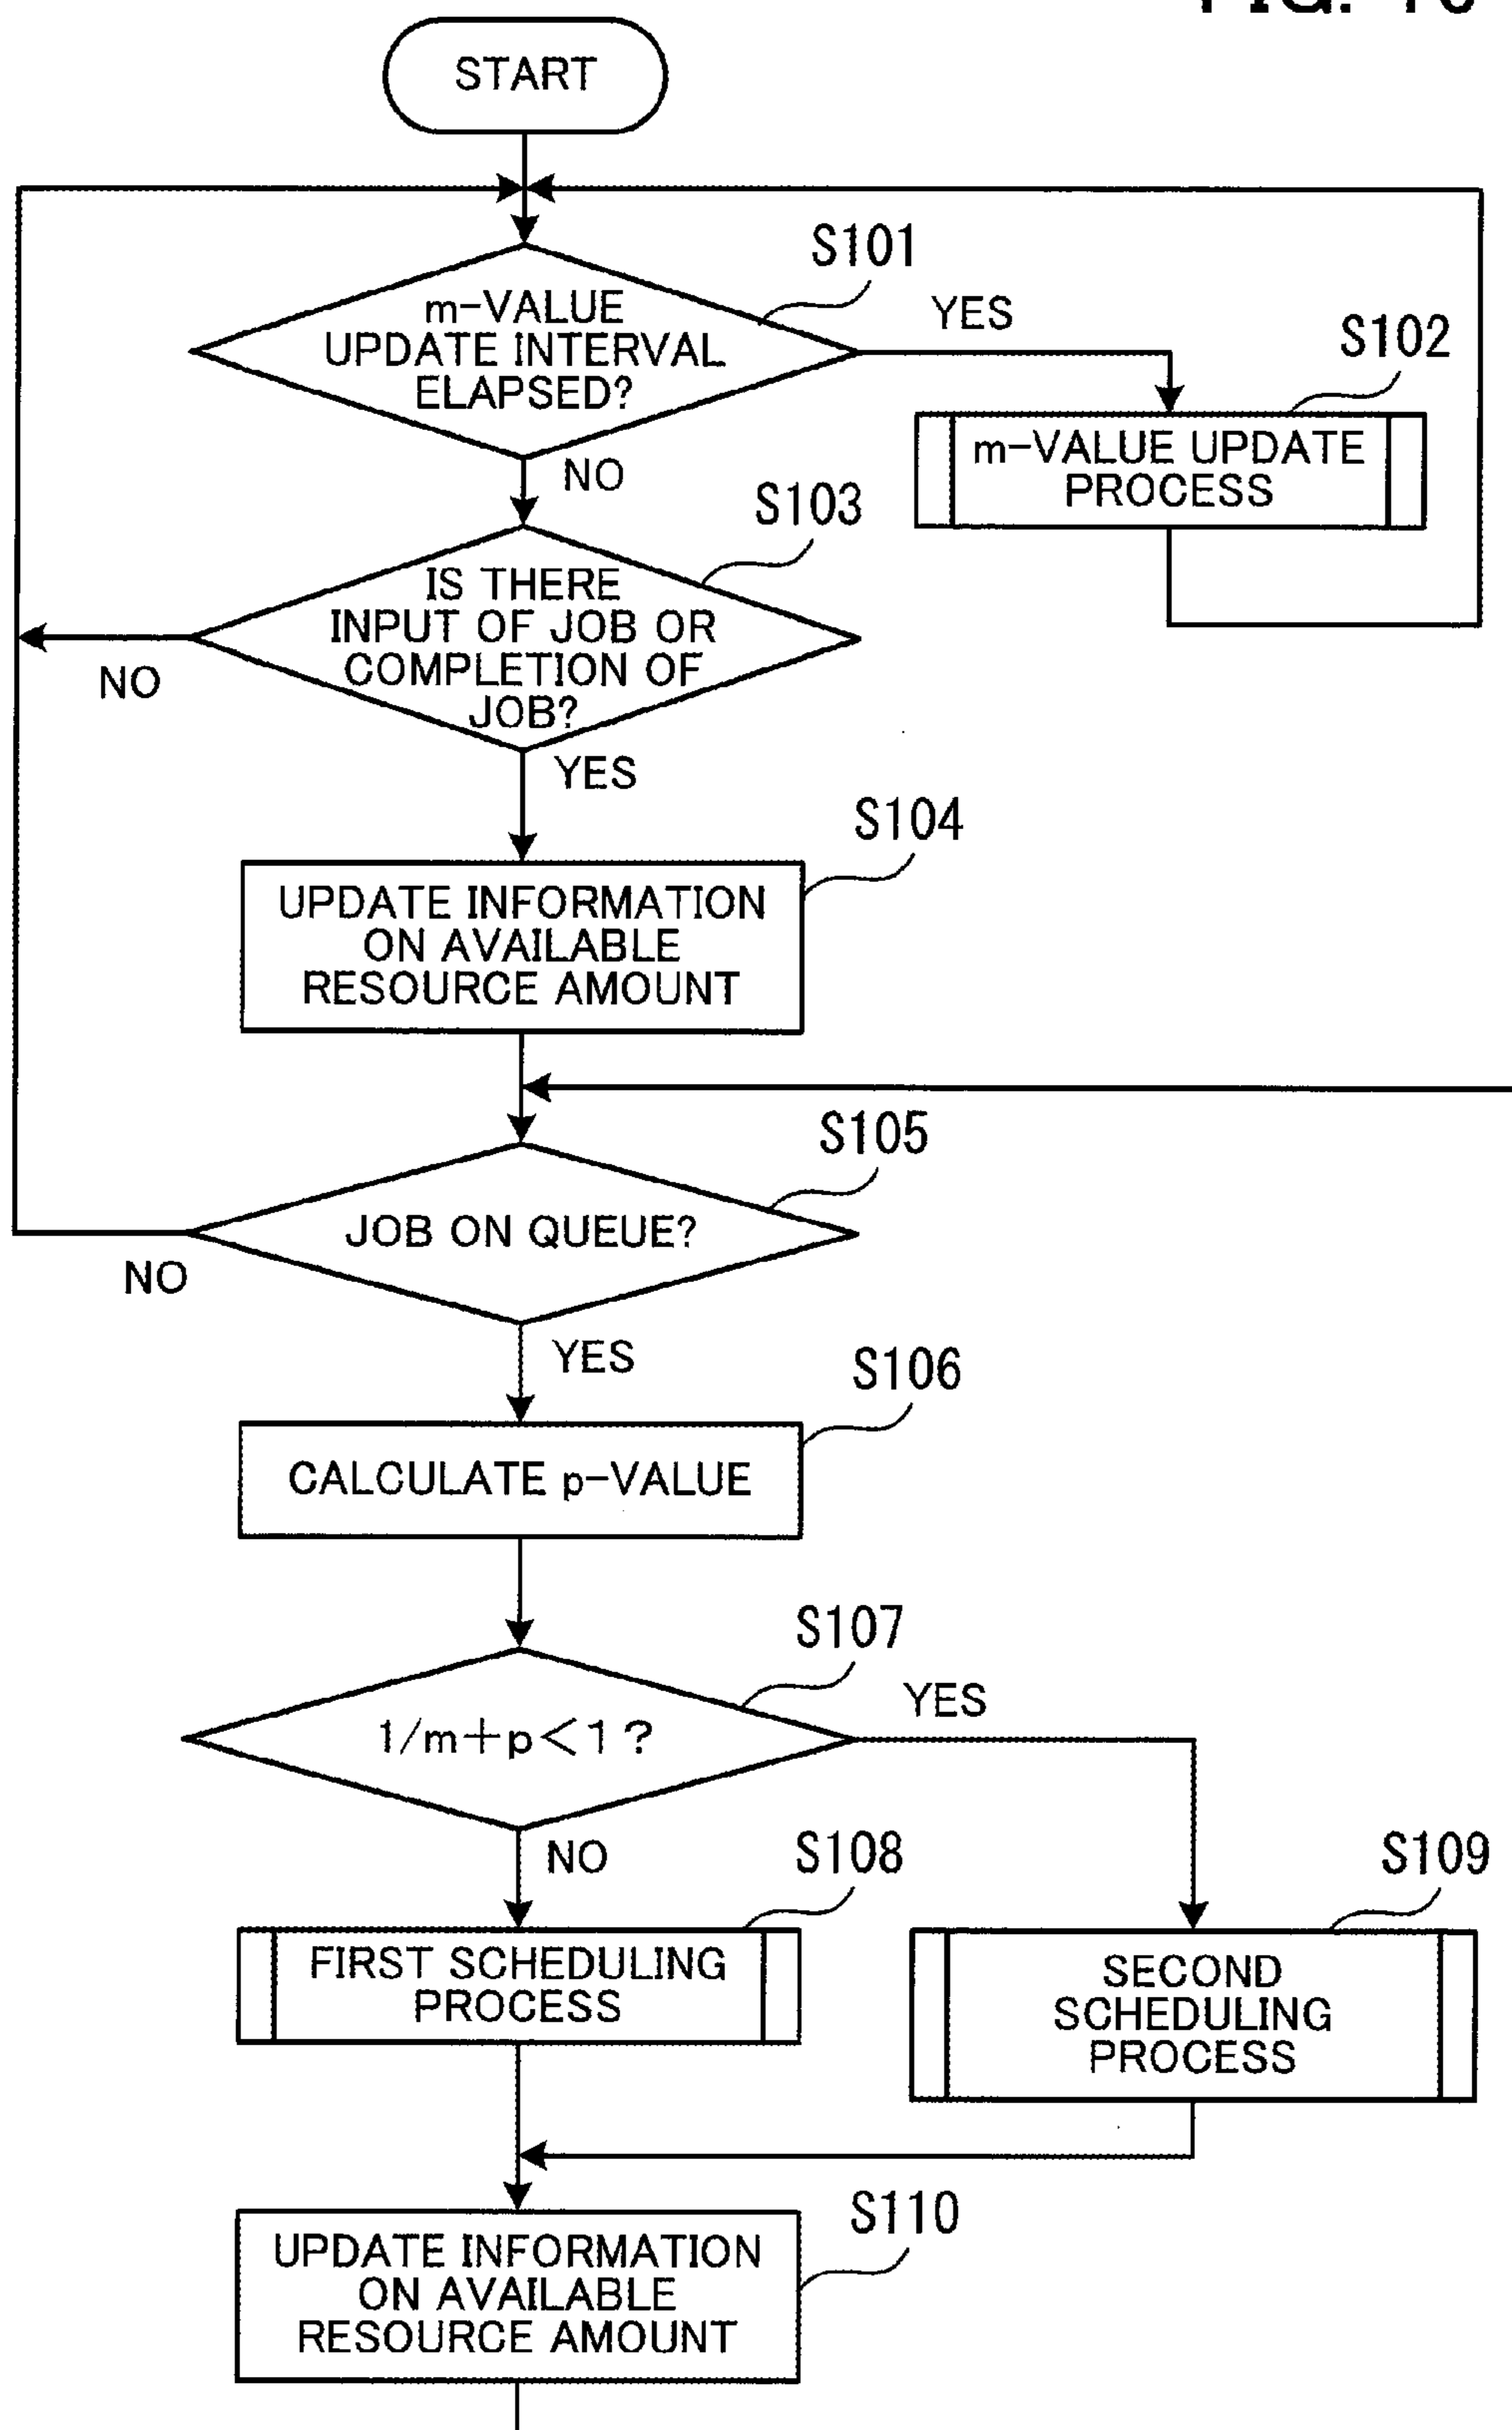 START
S101
m-VALUE
UPDATE INTERVAL
ELAPSED?
YES
S102
m-VALUE UPDATE
PROCESS
NO
S103
IS THERE
INPUT OF JOB OR
COMPLETION OF
JOB?
NO
YES
S104
UPDATE INFORMATION
ON AVAILABLE
RESOURCE AMOUNT
S105
JOB ON QUEUE?
NO
YES
S106
CALCULATE p-VALUE
S107
1/m+p<1?
YES
NO
S108
FIRST SCHEDULING
PROCESS
S109
SECOND
SCHEDULING
PROCESS
S110
UPDATE INFORMATION
ON AVAILABLE
RESOURCE AMOUNT